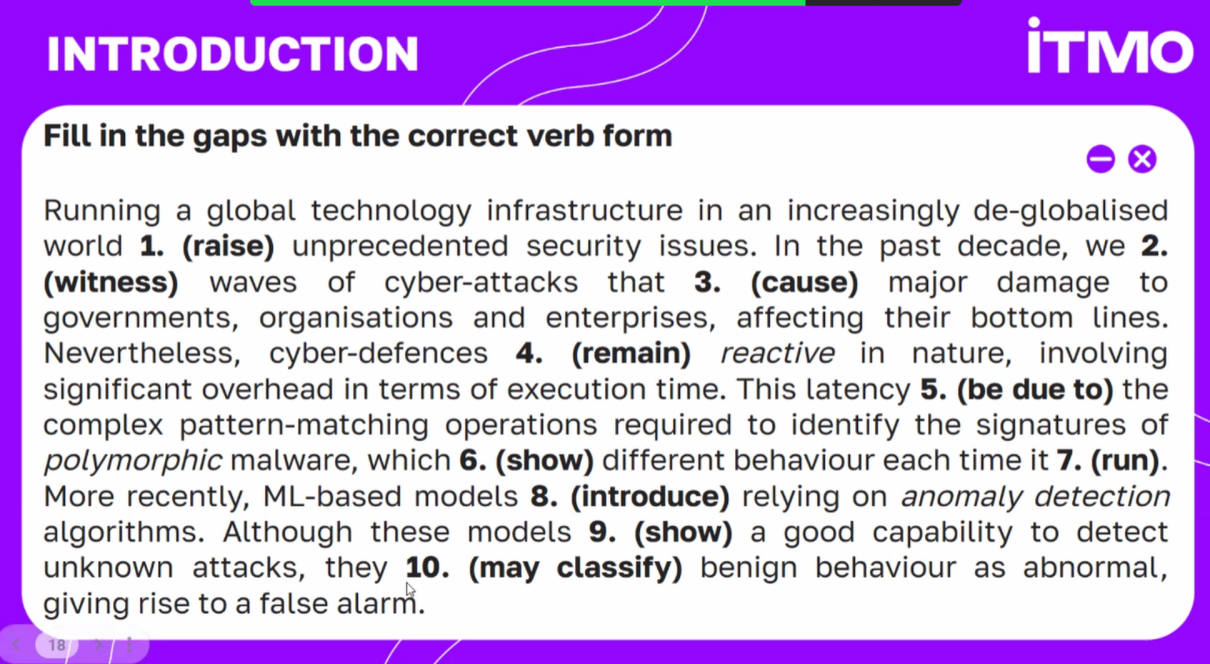 INTRODUCTION
iTMO
Fill in the gaps with the correct verb form
Running a global technology infrastructure in an increasingly de-globalised
world 1. (raise) unprecedented security issues. In the past decade, we 2.
(witness) waves of cyber-attacks that 3. (cause) major damage to
governments, organisations and enterprises, affecting their bottom lines.
Nevertheless, cyber-defences 4. (remain) reactive in nature, involving
significant overhead in terms of execution time. This latency 5. (be due to) the
complex pattern-matching operations required to identify the signatures of
polymorphic malware, which 6. (show) different behaviour each time it 7. (run).
More recently, ML-based models 8. (introduce) relying on anomaly detection
algorithms. Although these models 9. (show) a good capability to detect
unknown attacks, they 10. (may classify) benign behaviour as abnormal,
giving rise to a false alarm.
18